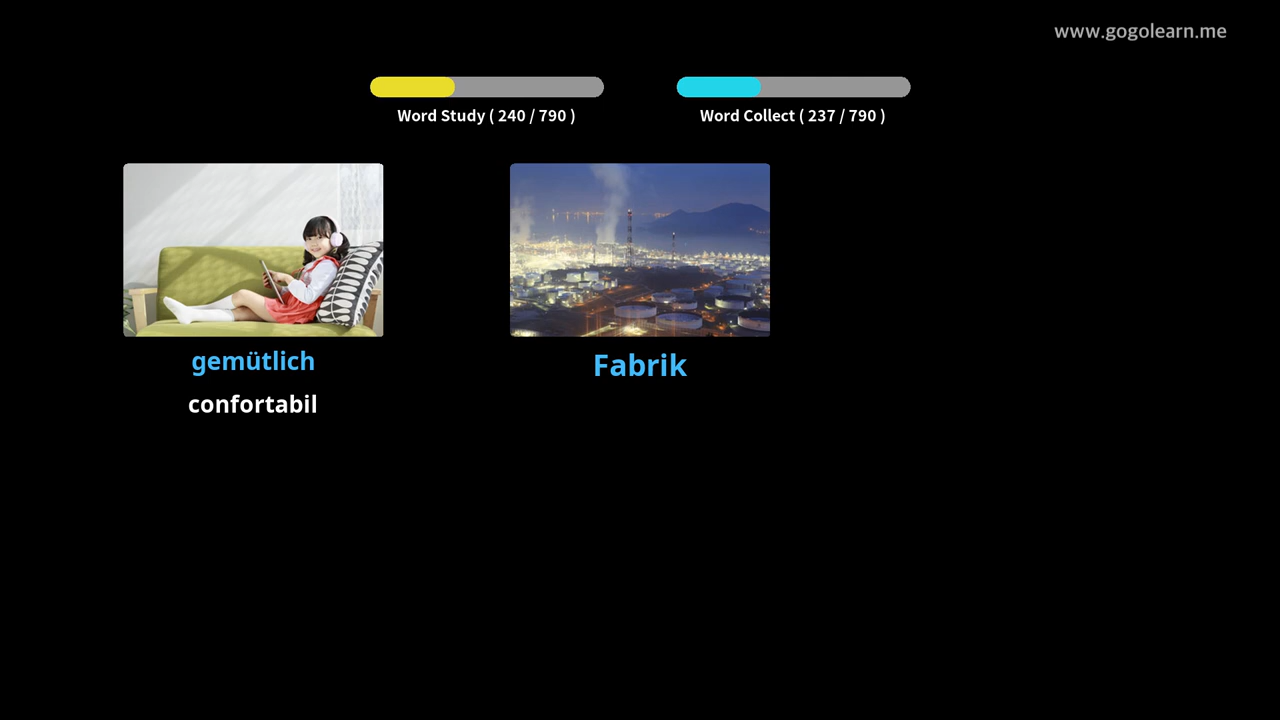 www.gogolearn.me
Word Study ( 240 / 790 )
Word Collect ( 237 / 790 )
gemütlich
confortabil
Fabrik